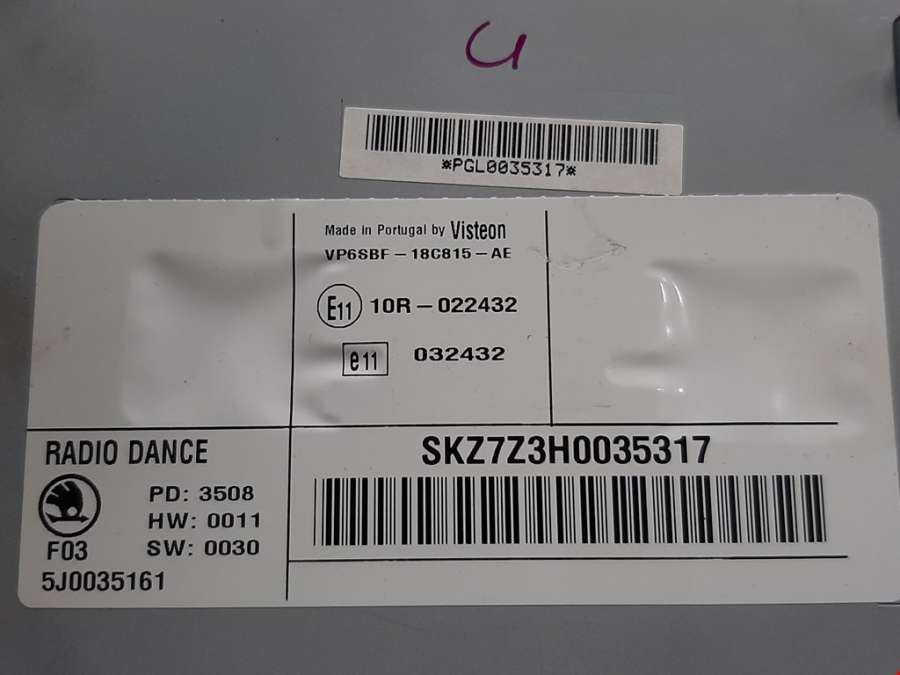 *PGL0035317*
Made in Portugal by Visteon
VP6SBF-18C815-AE
E11 10R-022432
e11 032432
RADIO DANCE
PD: 3508
HW: 0011
F03 SW: 0030
5J0035161
SKZ7Z3H0035317